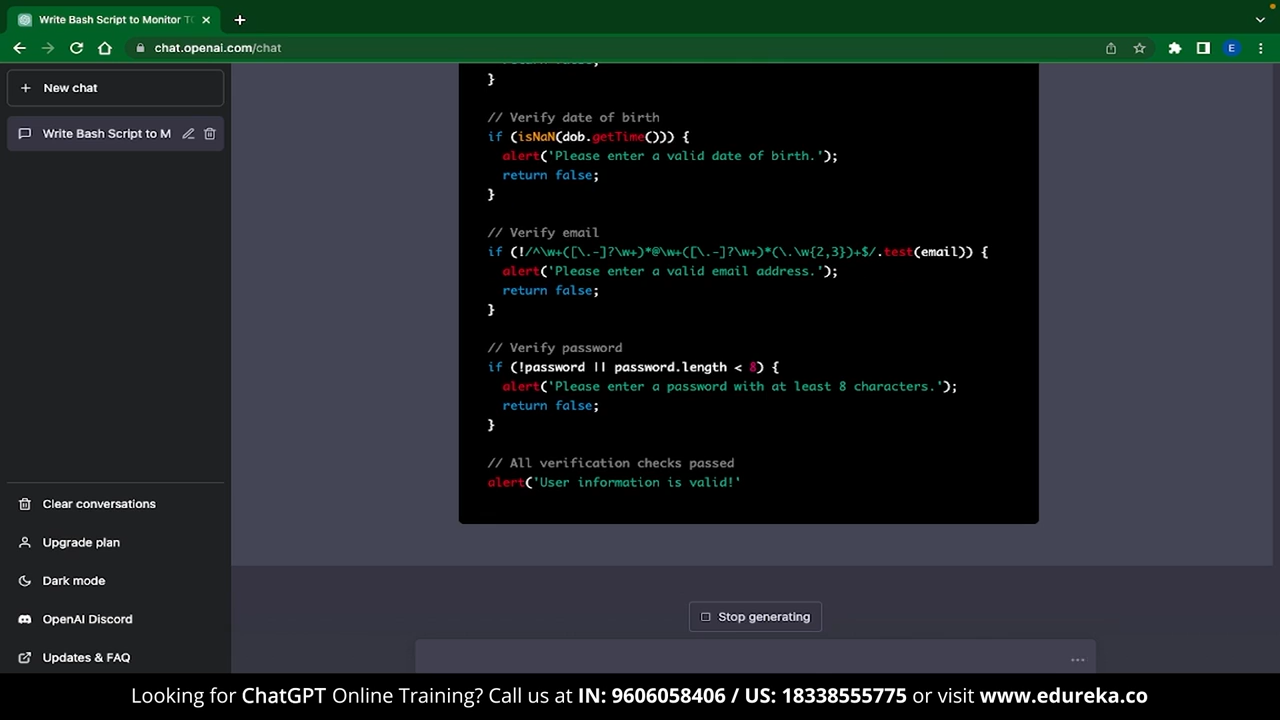 Write Bash Script to Monitor TC
chat.openai.com/chat
E
New chat
Write Bash Script to M
}
// Verify date of birth
if (isNaN(dob.getTime())) {
alert('Please enter a valid date of birth.');
return false;
}
// Verify email
if (!/^\w+([\.-]?\w+)*@\w+([\.-]?\w+)*(\.\w{2,3})+$/.test(email)) {
alert('Please enter a valid email address.');
return false;
}
// Verify password
if (!password || password.length < 8) {
alert('Please enter a password with at least 8 characters.');
return false;
}
// All verification checks passed
alert('User information is valid!'
Clear conversations
Upgrade plan
Dark mode
OpenAI Discord
Updates & FAQ
Stop generating
Looking for ChatGPT Online Training? Call us at IN: 9606058406 / US: 18338555775 or visit www.edureka.co